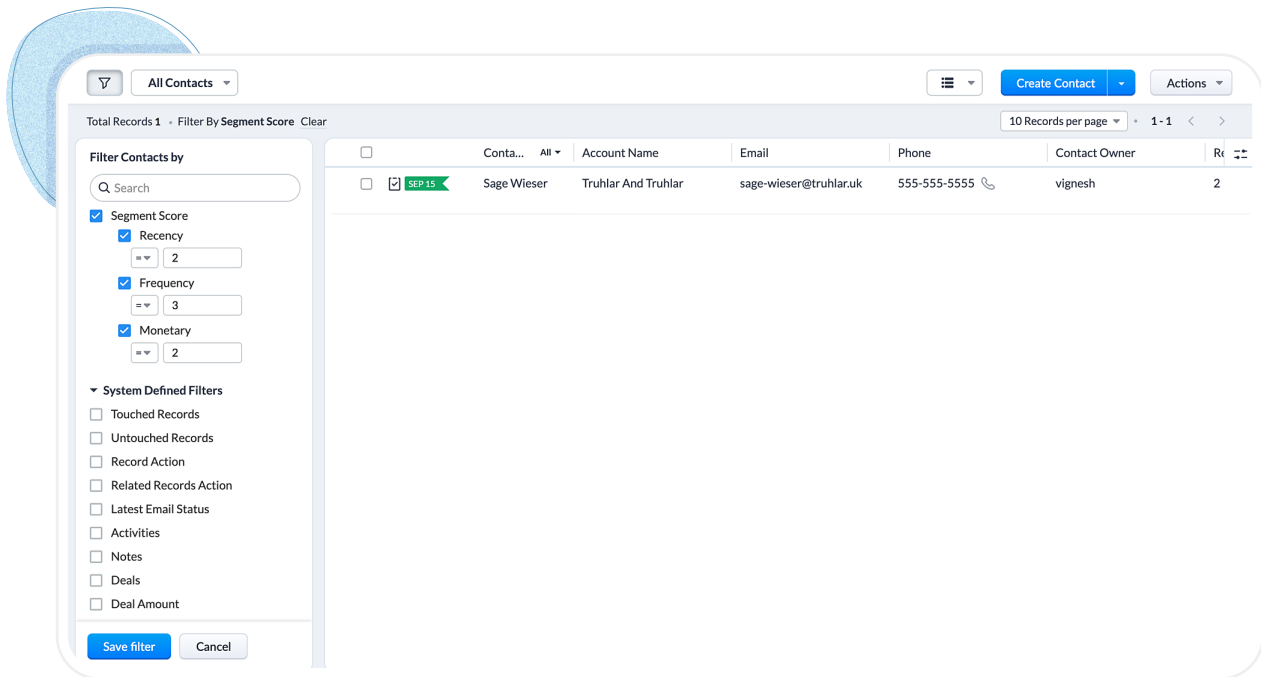 All Contacts
Create Contact
Actions
Total Records 1 • Filter By Segment Score Clear
10 Records per page • 1 - 1
Filter Contacts by
Search
Segment Score
Recency
= 2
Frequency
= 3
Monetary
= 2
System Defined Filters
Touched Records
Untouched Records
Record Action
Related Records Action
Latest Email Status
Activities
Notes
Deals
Deal Amount
Save filter Cancel
Conta... All Account Name Email Phone Contact Owner Re
SEP 15 Sage Wieser Truhlar And Truhlar sage-wieser@truhlar.uk 555-555-5555 vignesh 2